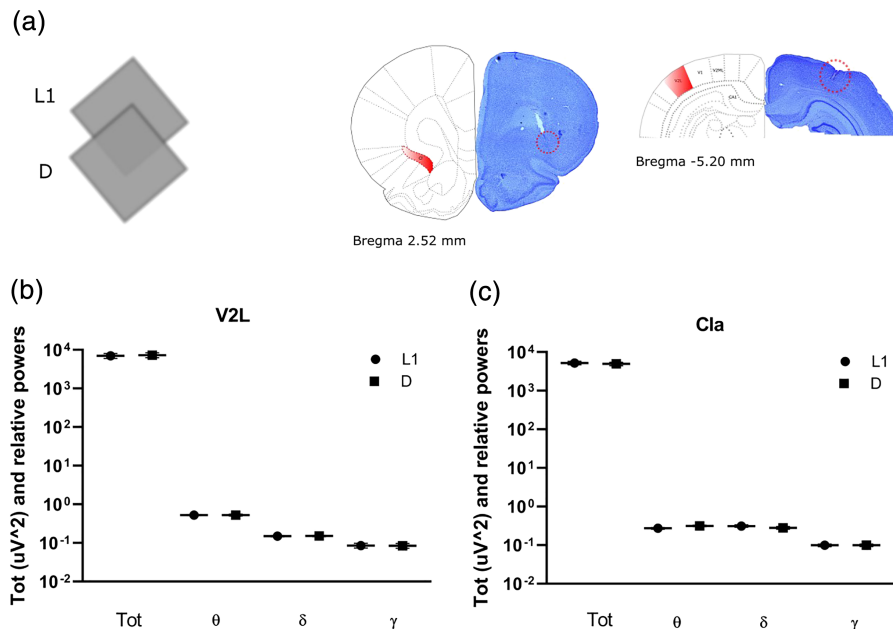 (a)
L1
D
Bregma 2.52 mm
V2L
V1
V2ML
CA1
Bregma -5.20 mm
(b)
V2L
Tot (uV^2) and relative powers
10^4
10^3
10^2
10^1
10^0
10^-1
10^-2
L1
D
Tot θ δ γ
(c)
Cla
Tot (uV^2) and relative powers
10^4
10^3
10^2
10^1
10^0
10^-1
10^-2
L1
D
Tot θ δ γ